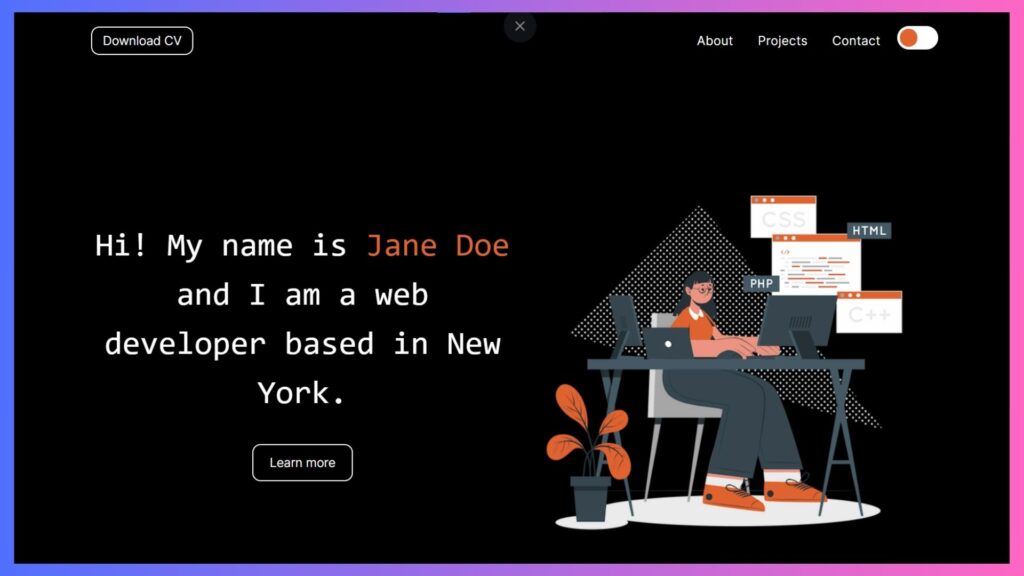 Download CV
About
Projects
Contact
Hi! My name is Jane Doe
and I am a web
developer based in New
York.
Learn more
CSS
HTML
</>
PHP
C++